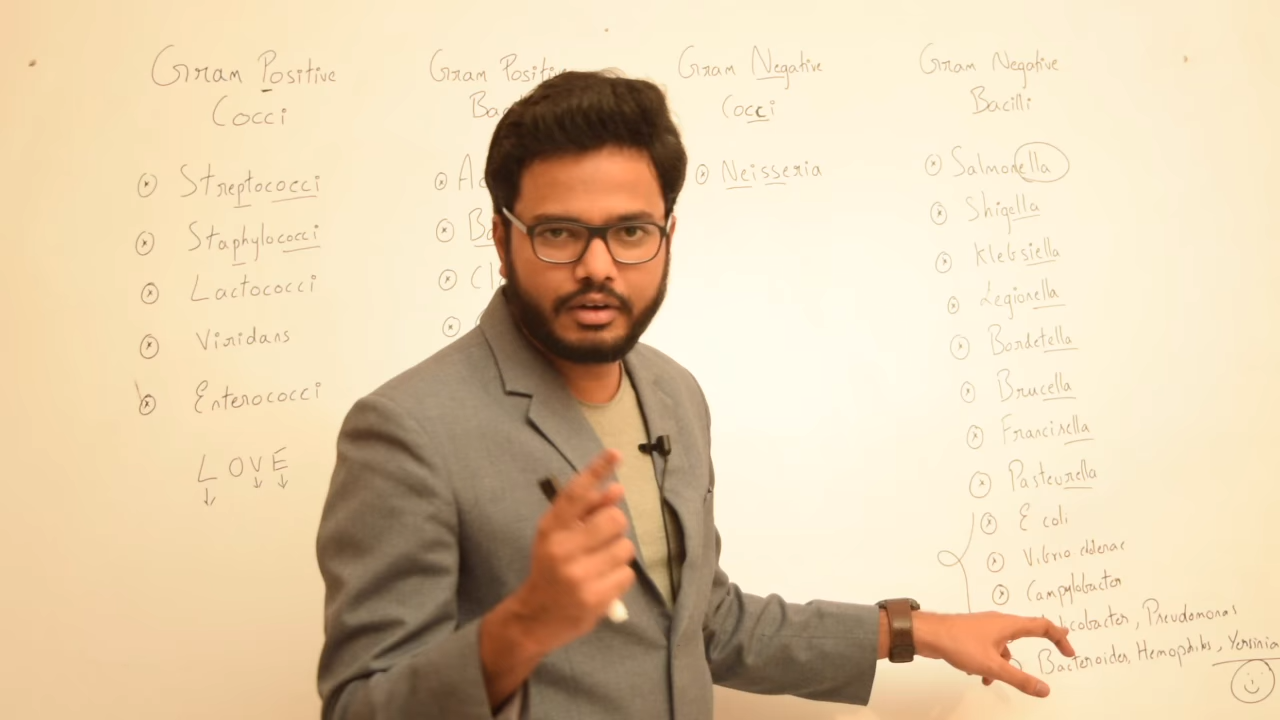 Gram Positive
Cocci
Streptococci
Staphylococci
Lactococci
Viridans
Enterococci
LOVE
Gram Positive
Gram Negative
Cocci
Neisseria
Gram Negative
Bacilli
Salmonella
Shigella
Klebsiella
Legionella
Bordetella
Brucella
Francisella
Pasteurella
E coli
Vibrio
Campylobacter
, Pseudomonas
Bacteroides, Hemophilus, Yersinia